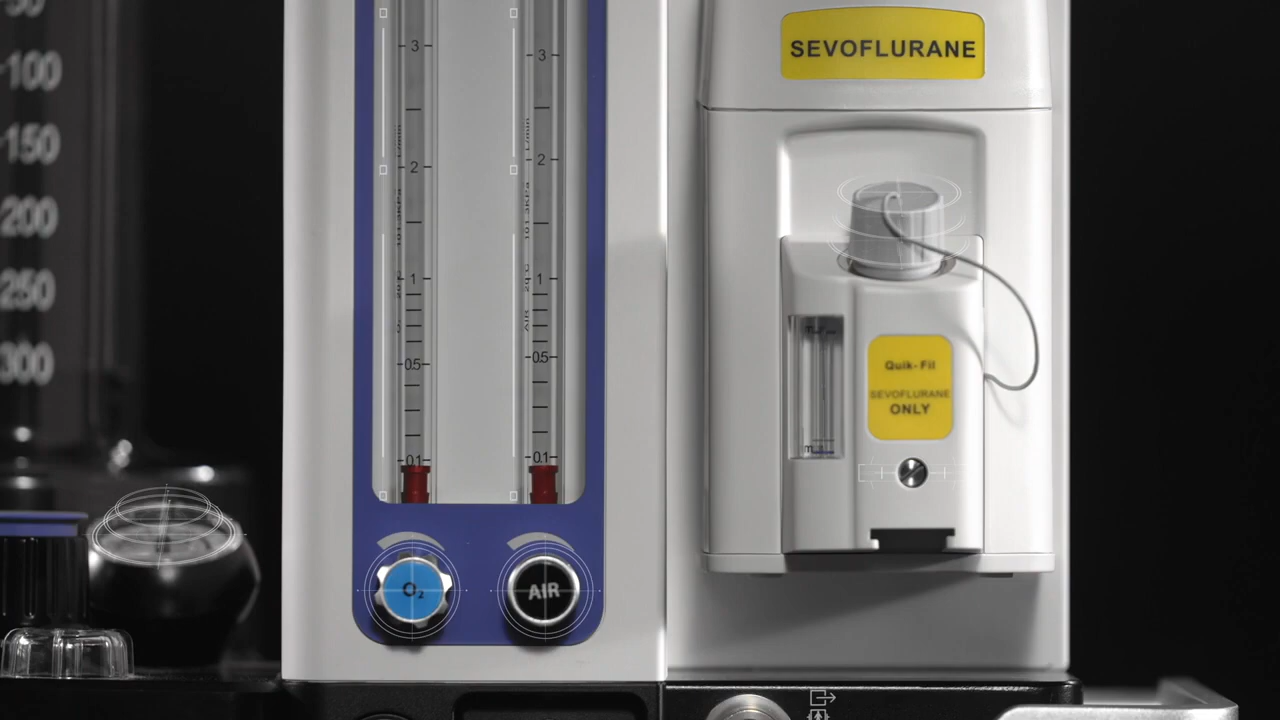 100
150
200
250
300
3
2
1
0.5
0.1
3
2
1
0.5
0.1
O₂
AIR
SEVOFLURANE
Quik-Fil
SEVOFLURANE
ONLY